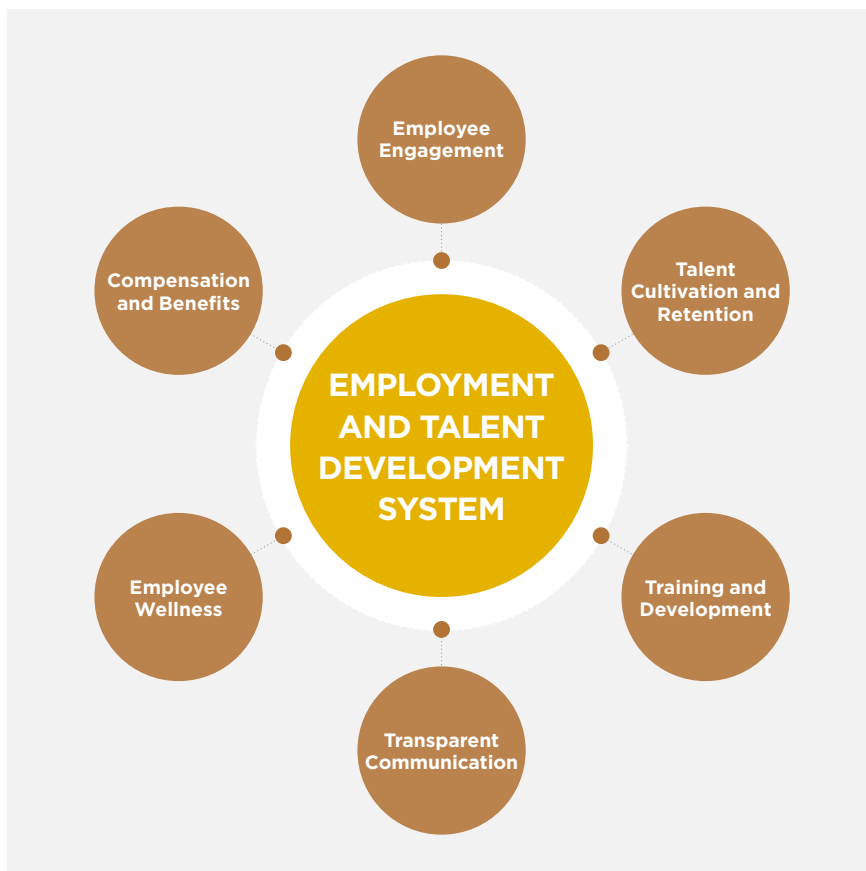 Employee
Engagement
Talent
Cultivation and
Retention
Training and
Development
Transparent
Communication
Employee
Wellness
Compensation
and Benefits
EMPLOYMENT
AND TALENT
DEVELOPMENT
SYSTEM